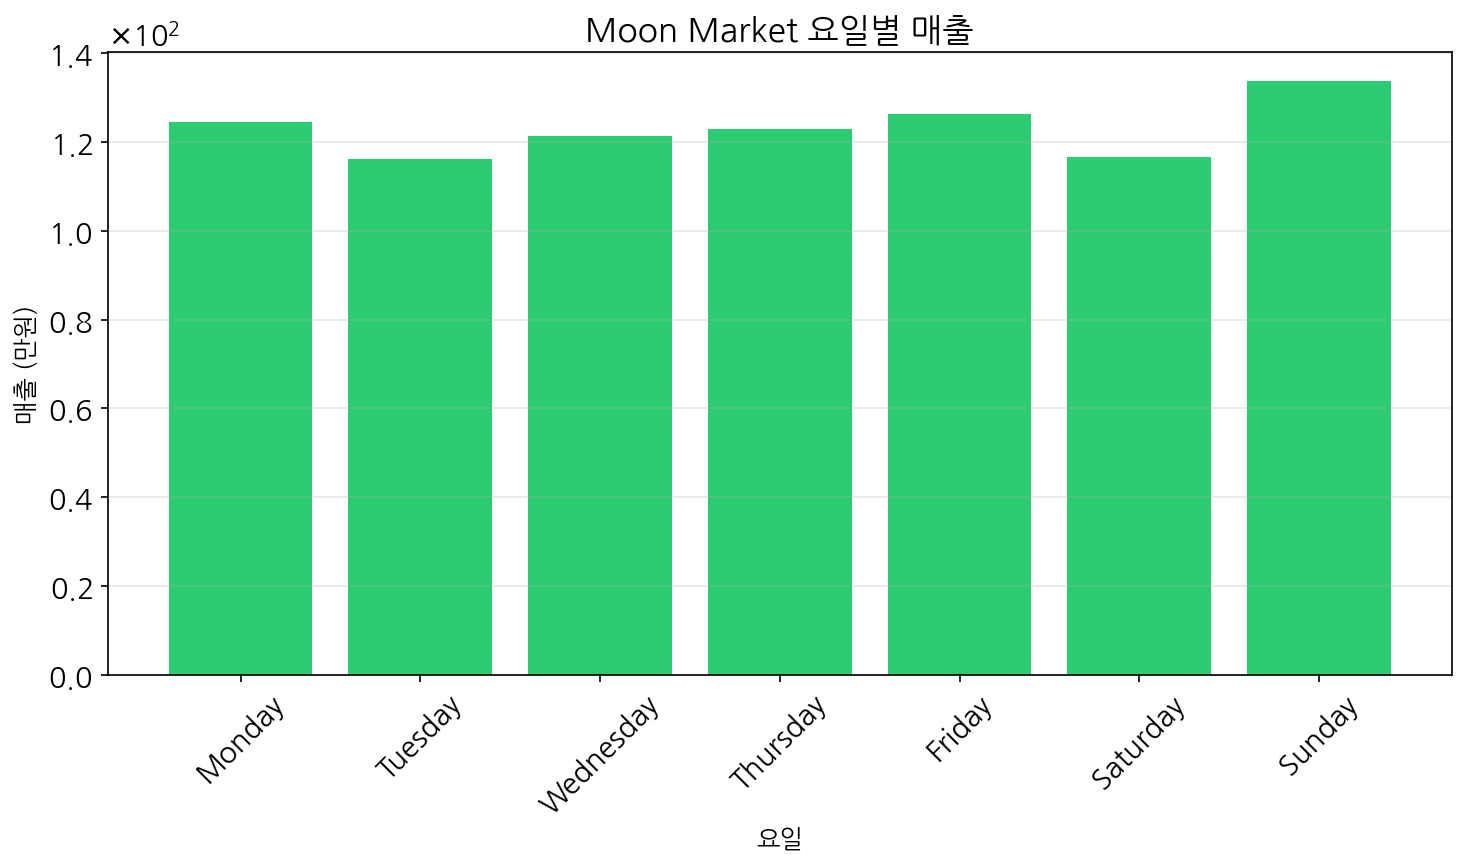 Moon Market 요일별 매출
×10²
1.4
1.2
1.0
0.8
0.6
0.4
0.2
0.0
매출 (만원)
Monday
Tuesday
Wednesday
Thursday
Friday
Saturday
Sunday
요일